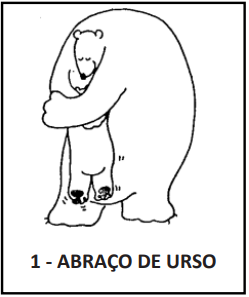 1 - ABRAÇO DE URSO